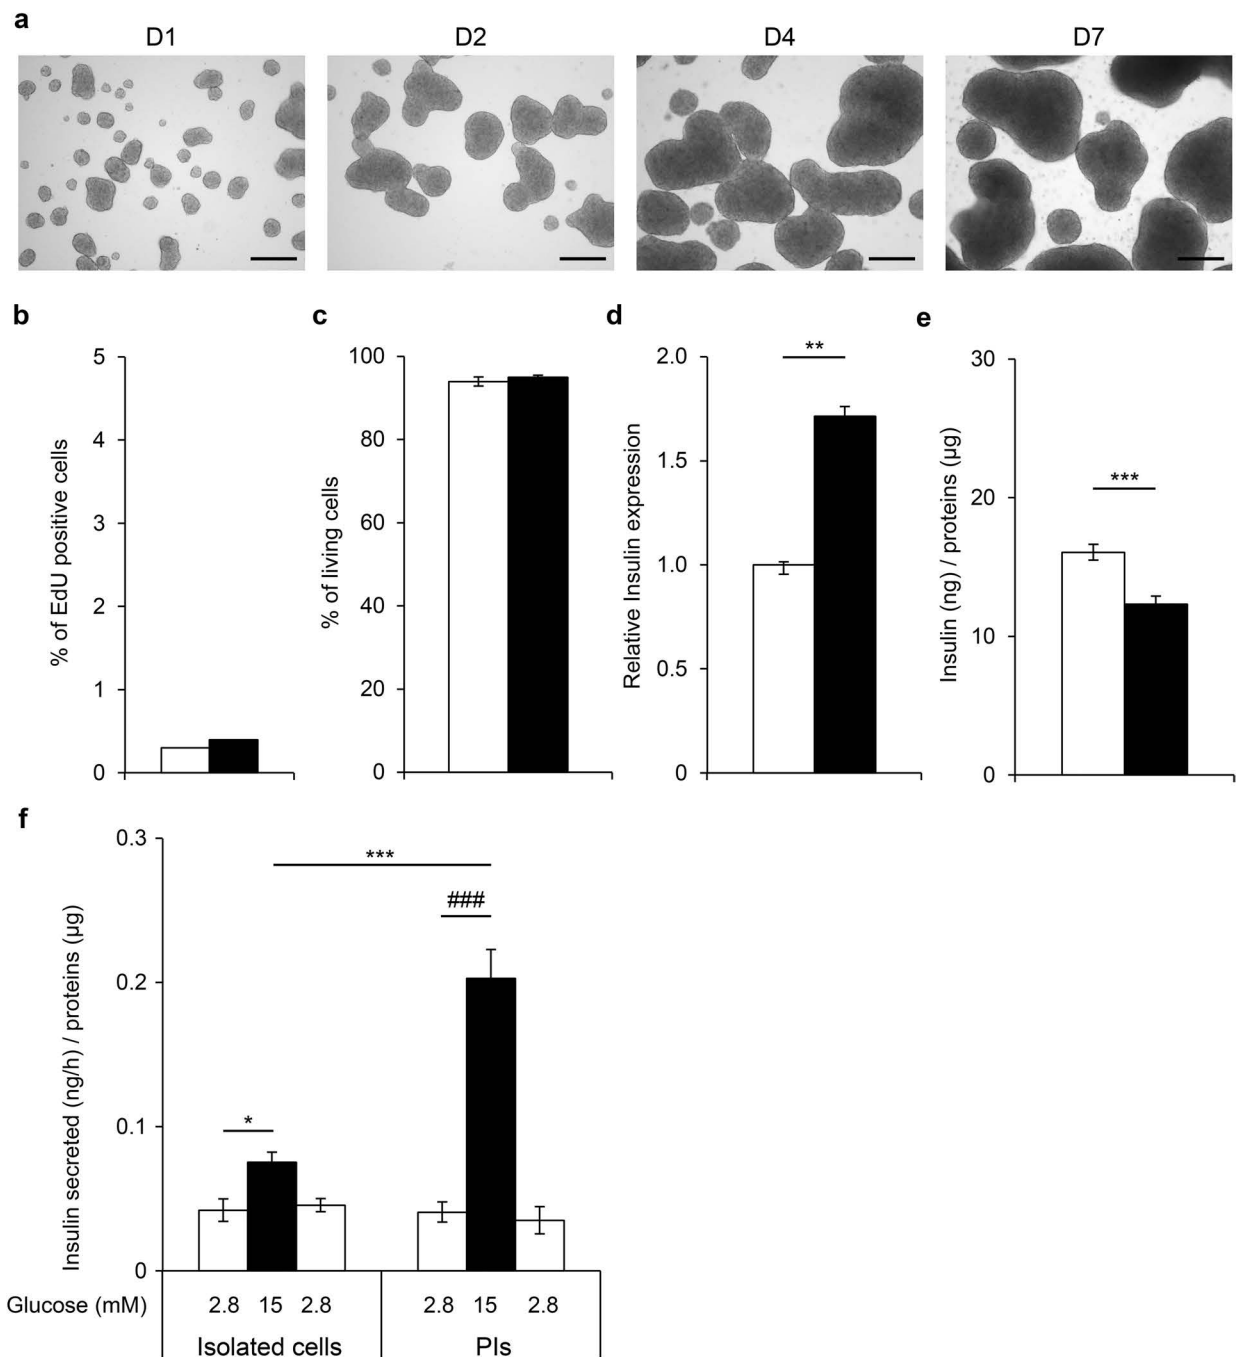 a
D1 D2 D4 D7
b c d e
% of EdU positive cells
5
4
3
2
1
0
% of living cells
100
80
60
40
20
0
Relative Insulin expression
2.0
1.5
1.0
0.5
0
**
Insulin (ng) / proteins (µg)
30
20
10
0
***
f
Insulin secreted (ng/h) / proteins (µg)
0.3
0.2
0.1
0
***
###
*
Glucose (mM) 2.8 15 2.8 2.8 15 2.8
Isolated cells PIs